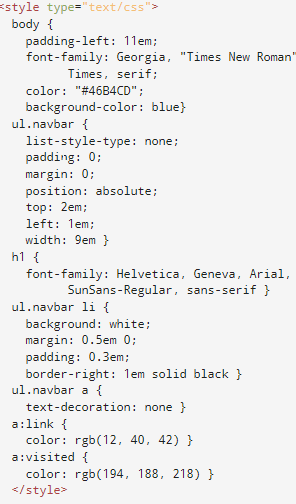 <style type="text/css">
body {
padding-left: 11em;
font-family: Georgia, "Times New Roman"
Times, serif;
color: "#46B4CD";
background-color: blue}
ul.navbar {
list-style-type: none;
padding: 0;
margin: 0;
position: absolute;
top: 2em;
left: 1em;
width: 9em }
h1 {
font-family: Helvetica, Geneva, Arial,
SunSans-Regular, sans-serif }
ul.navbar li {
background: white;
margin: 0.5em 0;
padding: 0.3em;
border-right: 1em solid black }
ul.navbar a {
text-decoration: none }
a:link {
color: rgb(12, 40, 42) }
a:visited {
color: rgb(194, 188, 218) }
</style>